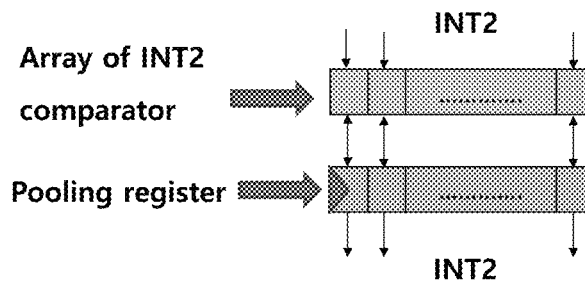 INT2
Array of INT2
comparator
Pooling register
INT2